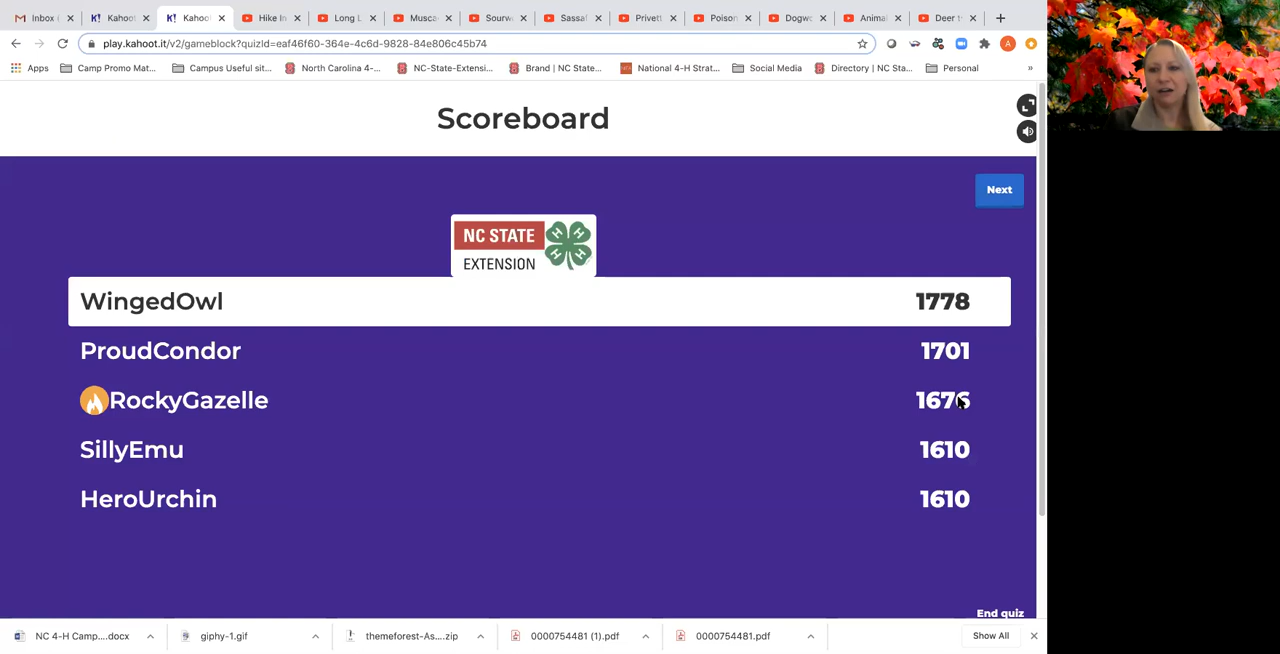 Inbox
Kahoot
Kahoo
Hike In
Long L
Musca
Sourw
Sassaf
Privett
Poison
Dogwo
Animal
Deer t
play.kahoot.it/v2/gameblock?quizId=eaf46f60-364e-4c6d-9828-84e806c45b74
A
Apps
Camp Promo Mat...
Campus Useful sit...
North Carolina 4-...
NC-State-Extensi...
Brand | NC State...
National 4-H Strat...
Social Media
Directory | NC Sta...
Personal
»
Scoreboard
Next
NC STATE
EXTENSION
H H H H
WingedOwl 1778
ProudCondor 1701
RockyGazelle 1676
SillyEmu 1610
HeroUrchin 1610
End quiz
NC 4-H Camp....docx
giphy-1.gif
themeforest-As....zip
0000754481 (1).pdf
0000754481.pdf
Show All